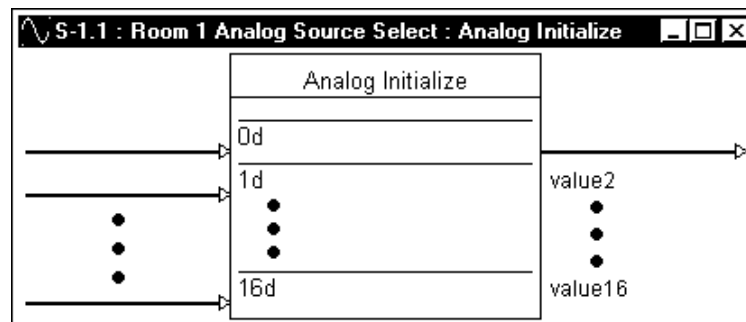 S-1.1 : Room 1 Analog Source Select : Analog Initialize
Analog Initialize
0d
1d
value2
16d
value16